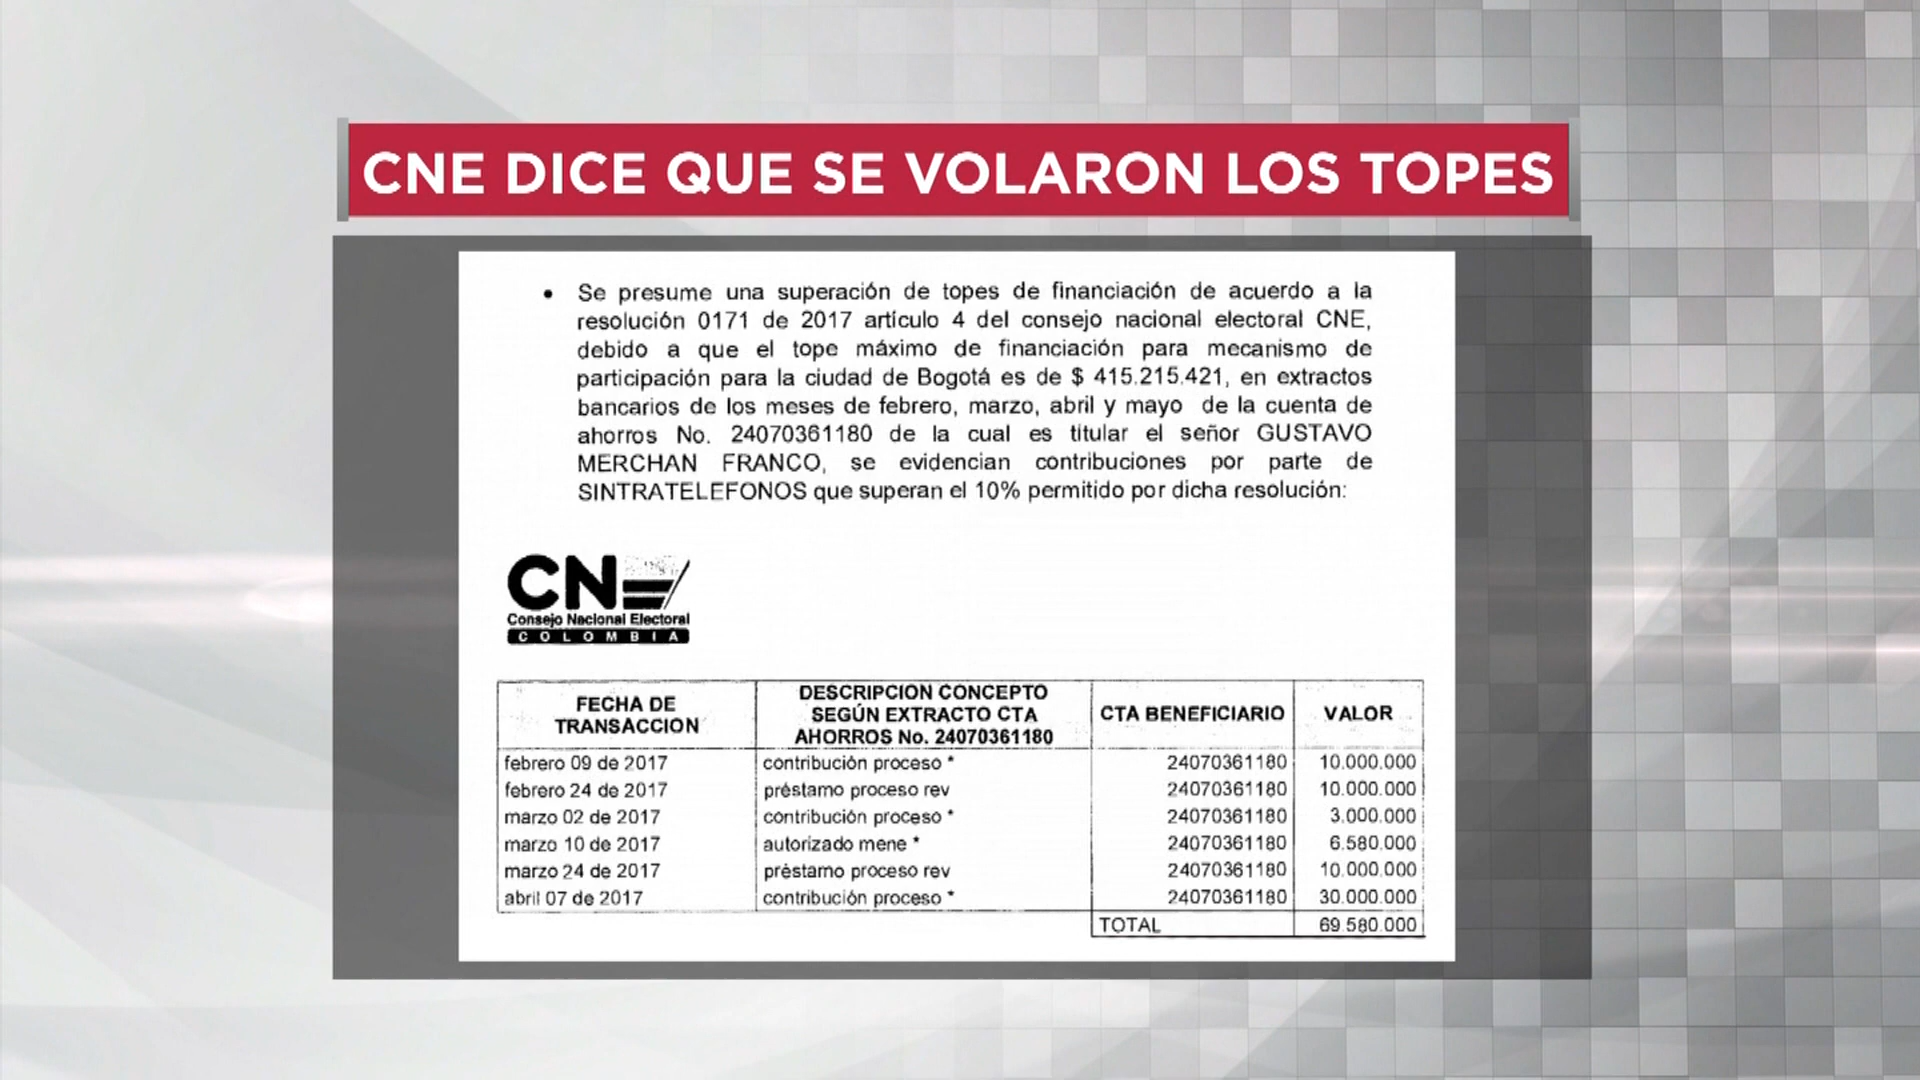 CNE DICE QUE SE VOLARON LOS TOPES
• Se presume una superación de topes de financiación de acuerdo a la
resolución 0171 de 2017 artículo 4 del consejo nacional electoral CNE,
debido a que el tope máximo de financiación para mecanismo de
participación para la ciudad de Bogotá es de $ 415.215.421, en extractos
bancarios de los meses de febrero, marzo, abril y mayo de la cuenta de
ahorros No. 24070361180 de la cual es titular el señor GUSTAVO
MERCHAN FRANCO, se evidencian contribuciones por parte de
SINTRATELEFONOS que superan el 10% permitido por dicha resolución:
CNE
Consejo Nacional Electoral
COLOMBIA
FECHA DE TRANSACCION DESCRIPCION CONCEPTO SEGÚN EXTRACTO CTA AHORROS No. 24070361180 CTA BENEFICIARIO VALOR
febrero 09 de 2017 contribución proceso * 24070361180 10.000.000
febrero 24 de 2017 préstamo proceso rev 24070361180 10.000.000
marzo 02 de 2017 contribución proceso * 24070361180 3.000.000
marzo 10 de 2017 autorizado mene * 24070361180 6.580.000
marzo 24 de 2017 préstamo proceso rev 24070361180 10.000.000
abril 07 de 2017 contribución proceso * 24070361180 30.000.000
TOTAL 69.580.000